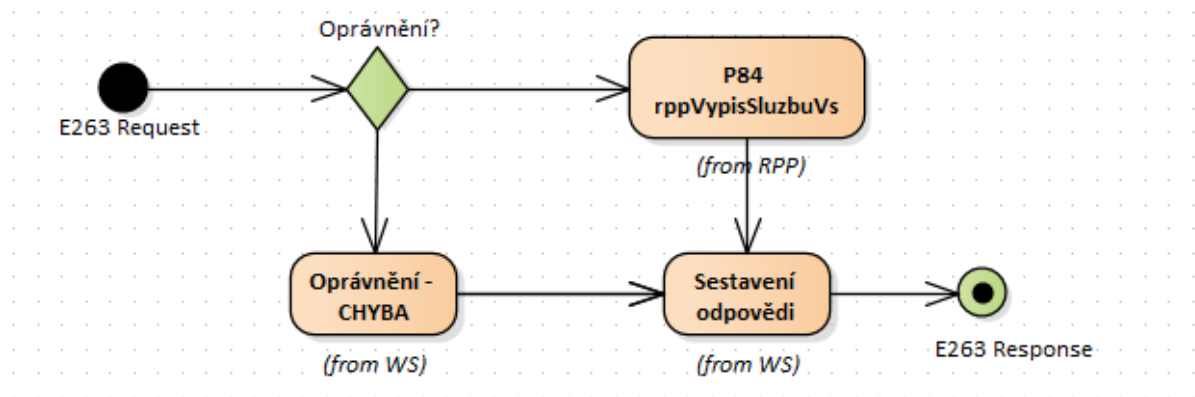 Oprávnění?
E263 Request
P84
rppVypisSluzbuVs
(from RPP)
Oprávnění -
CHYBA
(from WS)
Sestavení
odpovědi
(from WS)
E263 Response